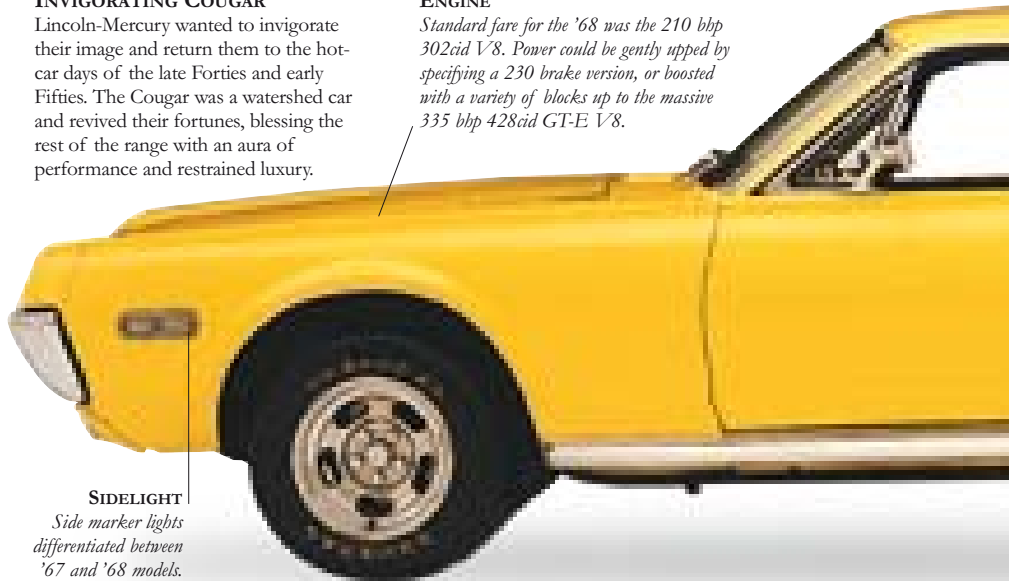 INVIGORATING COUGAR
Lincoln-Mercury wanted to invigorate
their image and return them to the hot-
car days of the late Forties and early
Fifties. The Cougar was a watershed car
and revived their fortunes, blessing the
rest of the range with an aura of
performance and restrained luxury.
ENGINE
Standard fare for the ’68 was the 210 bhp
302cid V8. Power could be gently upped by
specifying a 230 brake version, or boosted
with a variety of blocks up to the massive
335 bhp 428cid GT-E V8.
SIDELIGHT
Side marker lights
differentiated between
’67 and ’68 models.